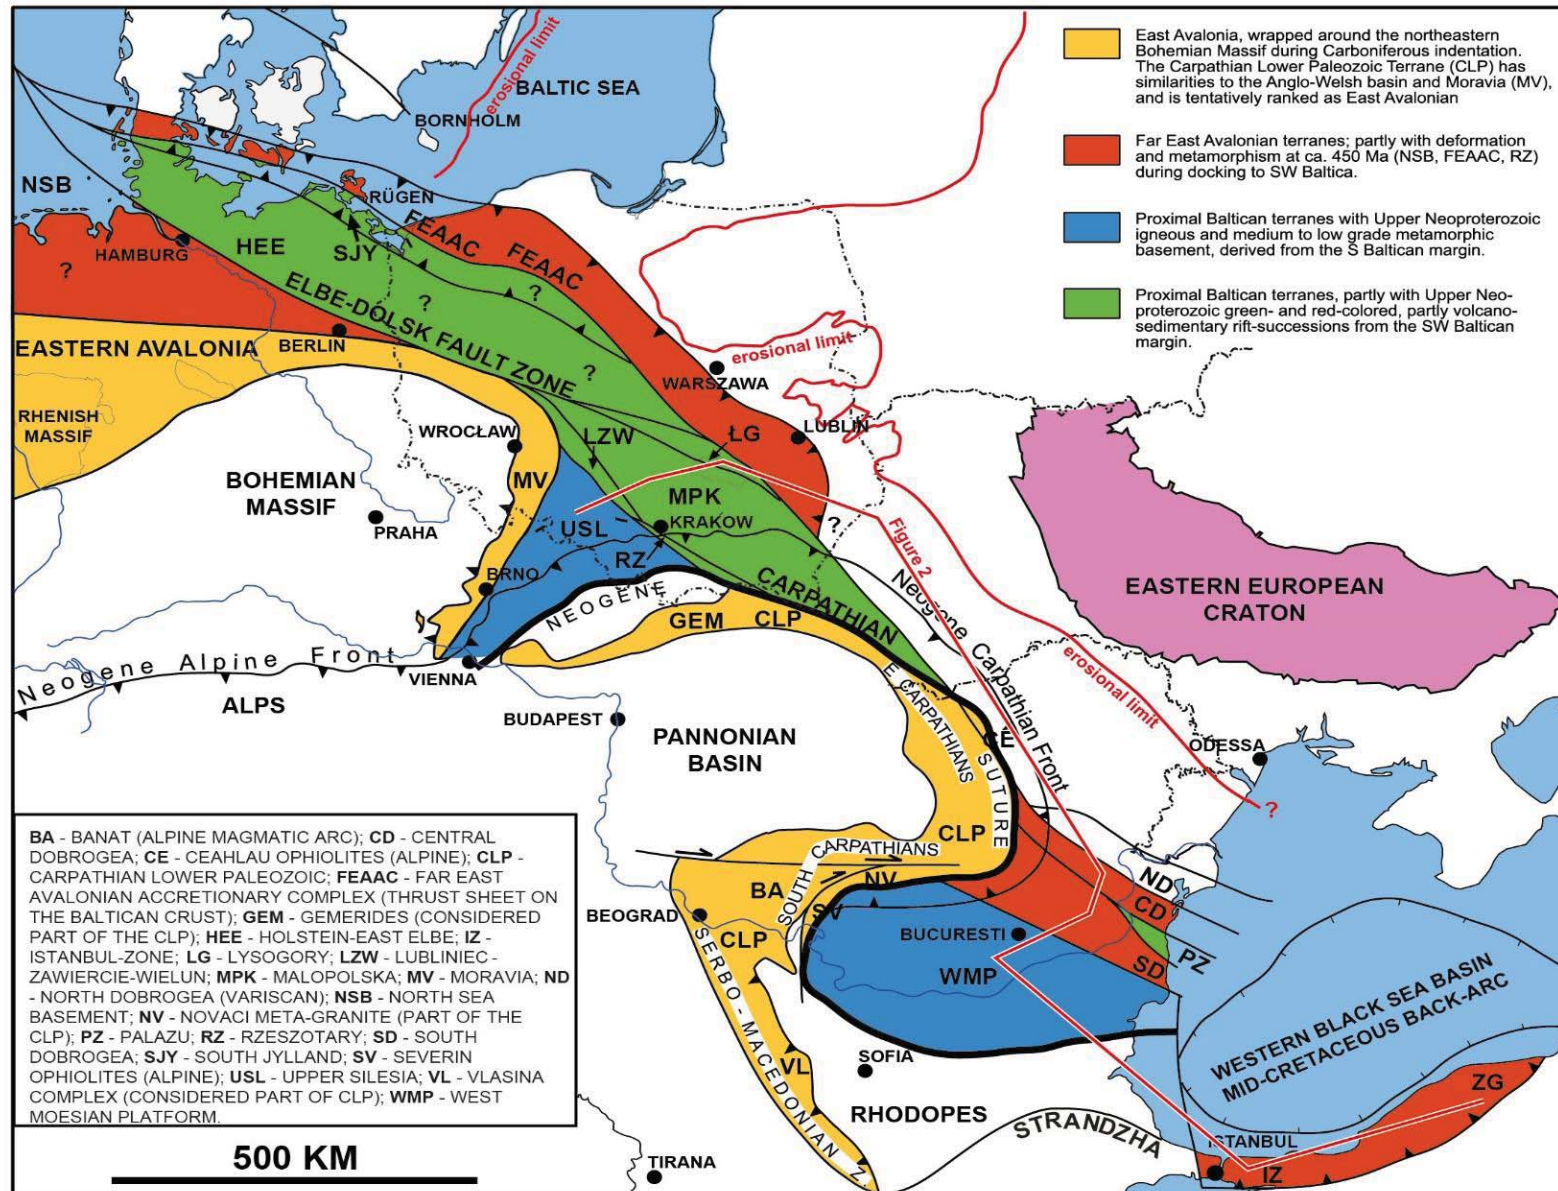 East Avalonia, wrapped around the northeastern
Bohemian Massif during Carboniferous indentation.
The Carpathian Lower Paleozoic Terrane (CLP) has
similarities to the Anglo-Welsh basin and Moravia (MV),
and is tentatively ranked as East Avalonian
Far East Avalonian terranes; partly with deformation
and metamorphism at ca. 450 Ma (NSB, FEAAC, RZ)
during docking to SW Baltica.
Proximal Baltican terranes with Upper Neoproterozoic
igneous and medium to low grade metamorphic
basement, derived from the S Baltican margin.
Proximal Baltican terranes, partly with Upper Neo-
proterozoic green- and red-colored, partly volcano-
sedimentary rift-successions from the SW Baltican
margin.
erosional limit
BALTIC SEA
BORNHOLM
NSB
RÜGEN
FEAAC
FEAAC
HEE
SJY
HAMBURG
?
?
?
?
ELBE-DOLSK FAULT ZONE
BERLIN
EASTERN AVALONIA
erosional limit
WARSZAWA
RHENISH
MASSIF
WROCŁAW
LZW
ŁG
LUBLIN
BOHEMIAN
MASSIF
MV
MPK
PRAHA
USL
KRAKOW
?
Figure 2
RZ
BRNO
NEOGENE
CARPATHIAN
EASTERN EUROPEAN
CRATON
GEM
CLP
Neogene Carpathian Front
Neogene Alpine Front
VIENNA
ALPS
E. CARPATHIANS
erosional limit
BUDAPEST
PANNONIAN
BASIN
CE
SUTURE
ODESSA
?
CLP
SOUTH CARPATHIANS
BA
NV
SV
ND
CD
BEOGRAD
CLP
BUCURESTI
PZ
SD
WMP
SERBO - MACEDONIAN Z.
WESTERN BLACK SEA BASIN
MID-CRETACEOUS BACK-ARC
SOFIA
VL
RHODOPES
ZG
STRANDZHA
ISTANBUL
IZ
TIRANA
BA - BANAT (ALPINE MAGMATIC ARC); CD - CENTRAL
DOBROGEA; CE - CEAHLAU OPHIOLITES (ALPINE); CLP -
CARPATHIAN LOWER PALEOZOIC; FEAAC - FAR EAST
AVALONIAN ACCRETIONARY COMPLEX (THRUST SHEET ON
THE BALTICAN CRUST); GEM - GEMERIDES (CONSIDERED
PART OF THE CLP); HEE - HOLSTEIN-EAST ELBE; IZ -
ISTANBUL-ZONE; LG - LYSOGORY; LZW - LUBLINIEC -
ZAWIERCIE-WIELUN; MPK - MALOPOLSKA; MV - MORAVIA; ND
- NORTH DOBROGEA (VARISCAN); NSB - NORTH SEA
BASEMENT; NV - NOVACI META-GRANITE (PART OF THE
CLP); PZ - PALAZU; RZ - RZESZOTARY; SD - SOUTH
DOBROGEA; SJY - SOUTH JYLLAND; SV - SEVERIN
OPHIOLITES (ALPINE); USL - UPPER SILESIA; VL - VLASINA
COMPLEX (CONSIDERED PART OF CLP); WMP - WEST
MOESIAN PLATFORM.
500 KM